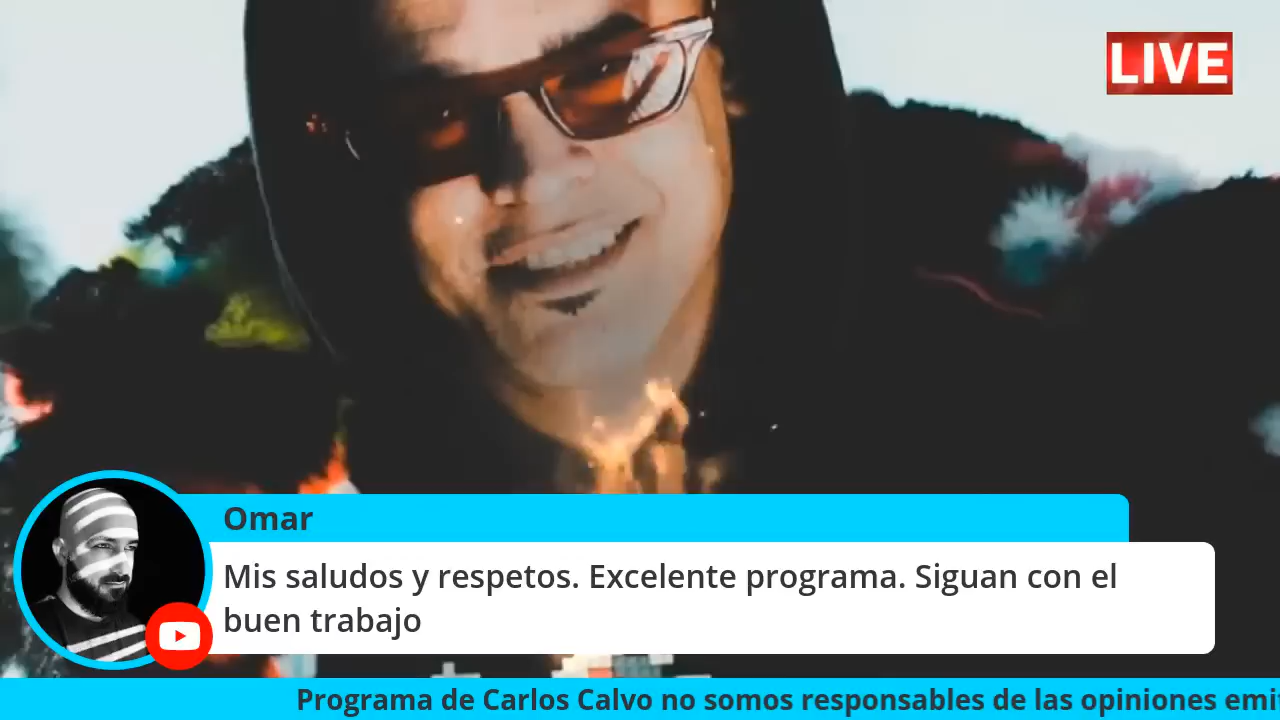 LIVE
Omar
Mis saludos y respetos. Excelente programa. Siguan con el
buen trabajo
Programa de Carlos Calvo no somos responsables de las opiniones emi